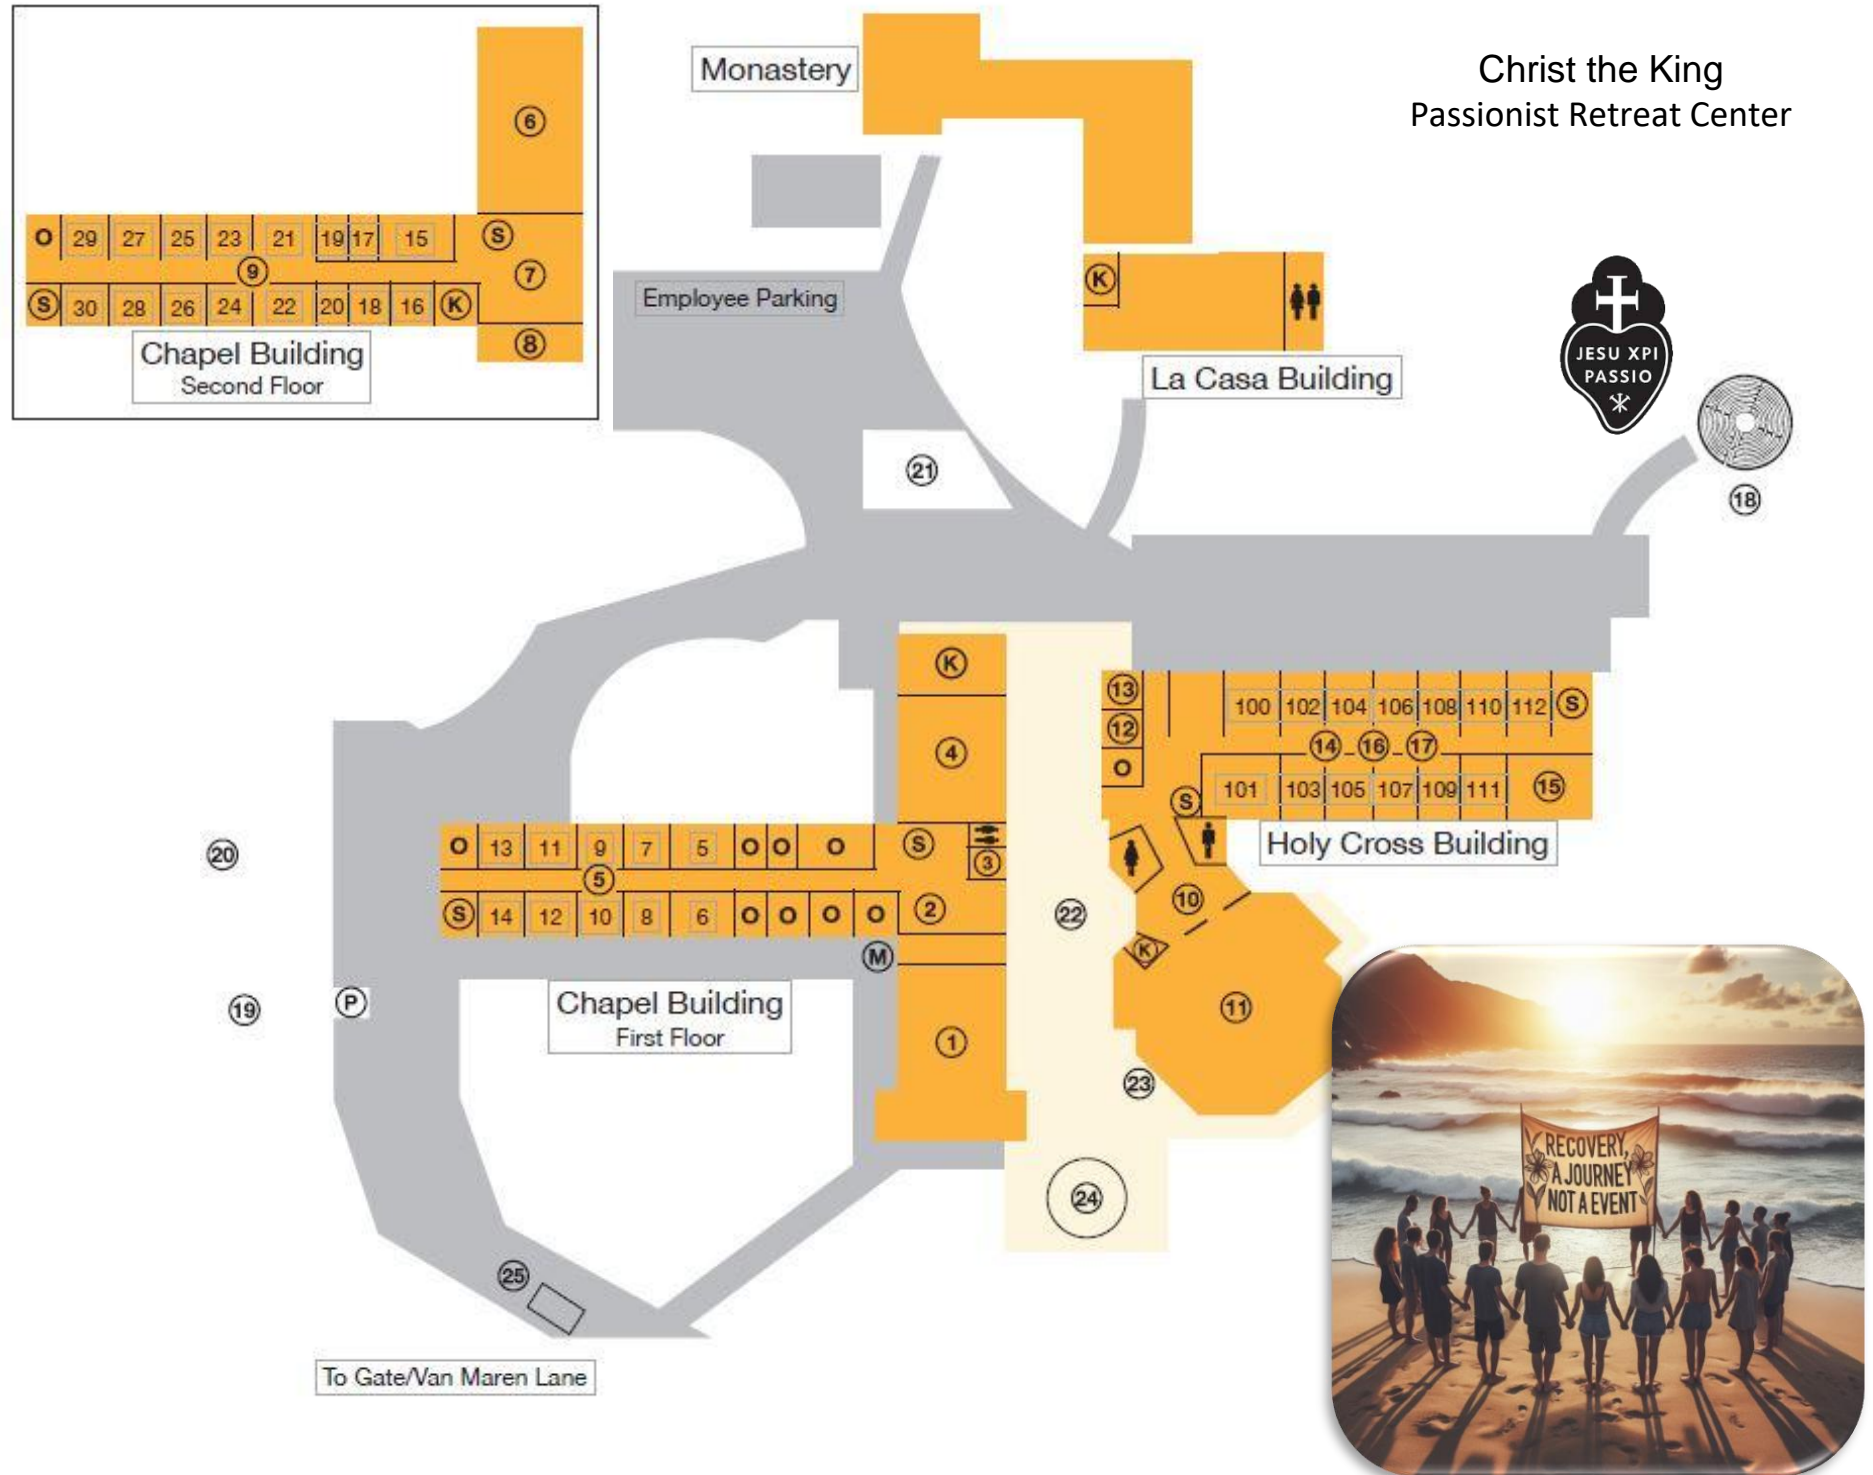 Christ the King
Passionist Retreat Center
6
O 29 27 25 23 21 19 17 15 S
9 7
S 30 28 26 24 22 20 18 16 K
8
Chapel Building
Second Floor
Monastery
Employee Parking
K
La Casa Building
JESU XPI
PASSIO
18
21
K
4
13
12
O
100 102 104 106 108 110 112 S
14 16 17
S 101 103 105 107 109 111 15
Holy Cross Building
20
O 13 11 9 7 5 O O O S
3
5
S 14 12 10 8 6 O O O O 2
M
22
10
K
11
19
P
Chapel Building
First Floor
1
23
24
25
To Gate/Van Maren Lane
RECOVERY,
A JOURNEY
NOT A EVENT